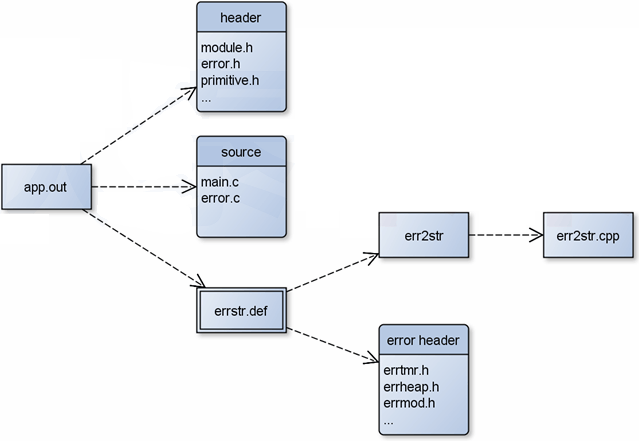 header
module.h
error.h
primitive.h
...
source
main.c
error.c
app.out
err2str
err2str.cpp
errstr.def
error header
errtmr.h
errheap.h
errmod.h
...